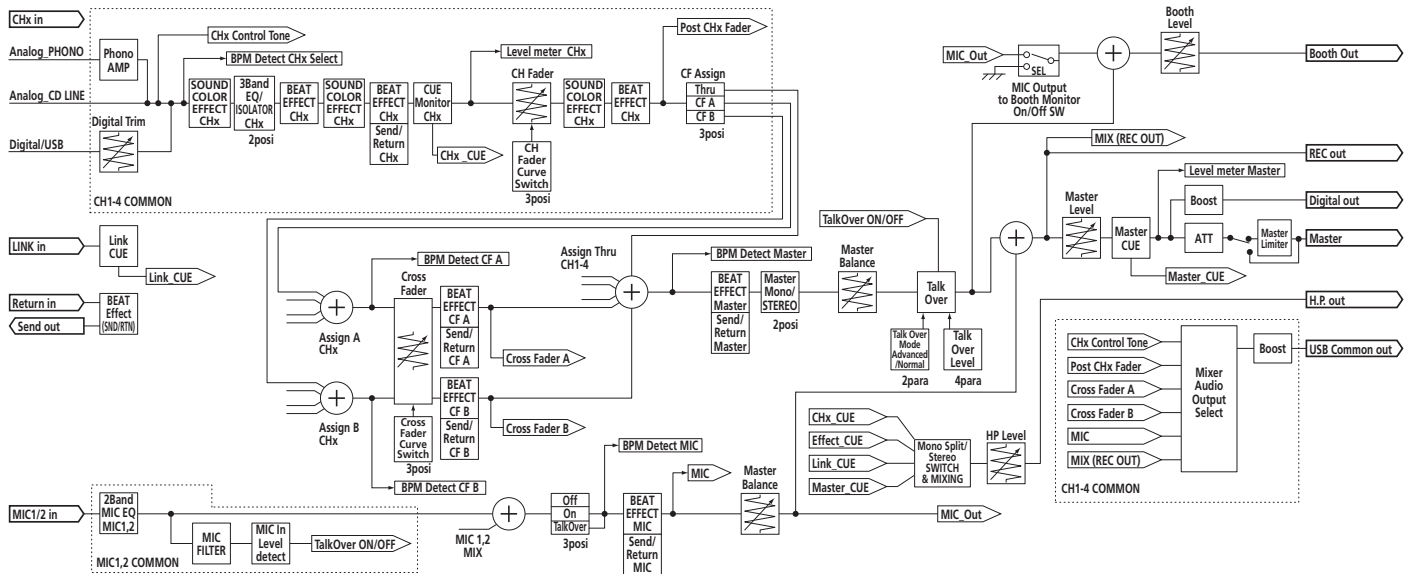 CHx in
Analog_PHONO
Phono
AMP
Analog_CD LINE
Digital Trim
Digital/USB
CHx Control Tone
BPM Detect CHx Select
SOUND
COLOR
EFFECT
CHx
3Band
EQ/
ISOLATOR
CHx
2posi
BEAT
EFFECT
CHx
SOUND
COLOR
EFFECT
CHx
BEAT
EFFECT
CHx
Send/
Return
CHx
CUE
Monitor
CHx
CHx _CUE
Level meter CHx
CH Fader
CH
Fader
Curve
Switch
3posi
SOUND
COLOR
EFFECT
CHx
BEAT
EFFECT
CHx
Post CHx Fader
CF Assign
Thru
CF A
CF B
3posi
CH1-4 COMMON
MIC_Out
SEL
MIC Output
to Booth Monitor
On/Off SW
Booth
Level
Booth Out
MIX (REC OUT)
REC out
Level meter Master
Master
Level
Master
CUE
Master_CUE
Boost
Digital out
ATT
Master
Limiter
Master
LINK in
Link
CUE
Link_CUE
Return in
Send out
BEAT
Effect
(SND/RTN)
Assign A
CHx
BPM Detect CF A
Cross
Fader
BEAT
EFFECT
CF A
Send/
Return
CF A
Cross Fader A
Assign B
CHx
Cross
Fader
Curve
Switch
3posi
BEAT
EFFECT
CF B
Send/
Return
CF B
Cross Fader B
BPM Detect CF B
Assign Thru
CH1-4
BPM Detect Master
BEAT
EFFECT
Master
Send/
Return
Master
Master
Mono/
STEREO
2posi
Master
Balance
TalkOver ON/OFF
Talk
Over
Talk Over
Mode
Advanced
/Normal
2para
Talk
Over
Level
4para
H.P. out
CHx Control Tone
Post CHx Fader
Cross Fader A
Cross Fader B
MIC
MIX (REC OUT)
Mixer
Audio
Output
Select
Boost
USB Common out
CH1-4 COMMON
CHx_CUE
Effect_CUE
Link_CUE
Master_CUE
Mono Split/
Stereo
SWITCH
& MIXING
HP Level
MIC1/2 in
2Band
MIC EQ
MIC1,2
MIC
FILTER
MIC in
Level
detect
TalkOver ON/OFF
MIC1,2 COMMON
MIC 1,2
MIX
Off
On
TalkOver
3posi
BPM Detect MIC
BEAT
EFFECT
MIC
Send/
Return
MIC
MIC
Master
Balance
MIC_Out